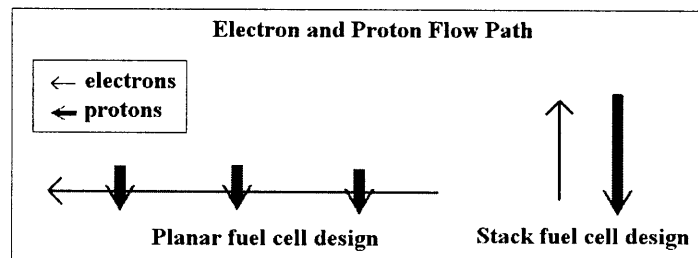 Electron and Proton Flow Path
electrons
protons
Planar fuel cell design
Stack fuel cell design